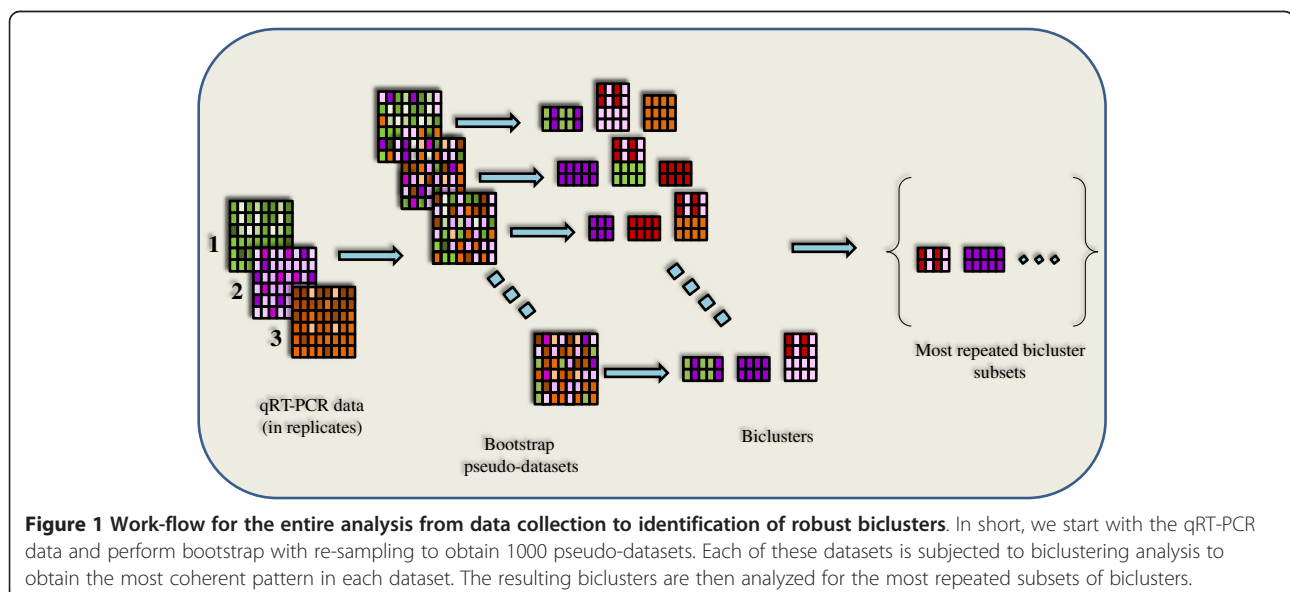 1
2
3
qRT-PCR data
(in replicates)
Bootstrap
pseudo-datasets
Biclusters
Most repeated bicluster
subsets
Figure 1 Work-flow for the entire analysis from data collection to identification of robust biclusters. In short, we start with the qRT-PCR
data and perform bootstrap with re-sampling to obtain 1000 pseudo-datasets. Each of these datasets is subjected to biclustering analysis to
obtain the most coherent pattern in each dataset. The resulting biclusters are then analyzed for the most repeated subsets of biclusters.